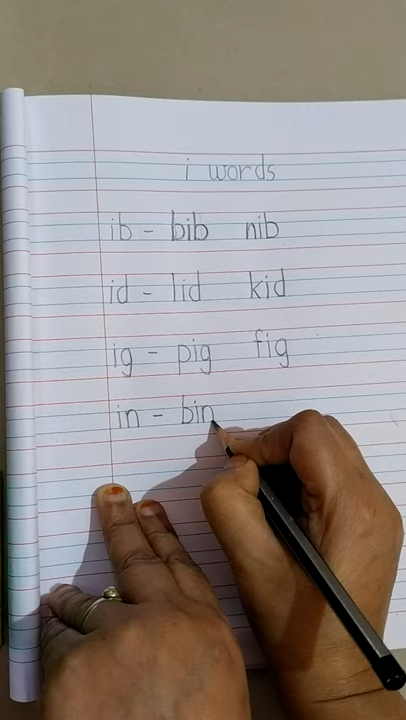 i words
ib - bib nib
id - lid kid
ig - pig fig
in - bin